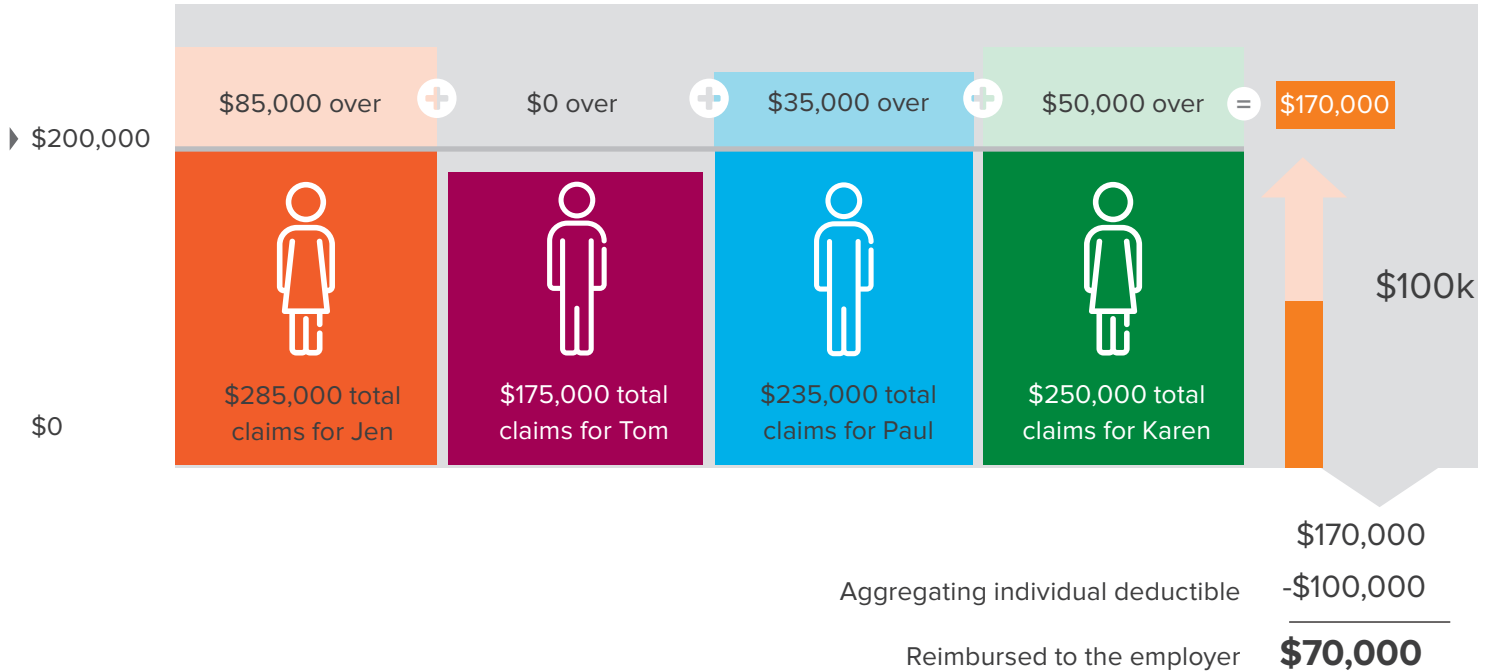 $85,000 over + $0 over + $35,000 over + $50,000 over = $170,000
$200,000
$100k
$285,000 total
claims for Jen
$175,000 total
claims for Tom
$235,000 total
claims for Paul
$250,000 total
claims for Karen
$0
$170,000
Aggregating individual deductible -$100,000
Reimbursed to the employer $70,000